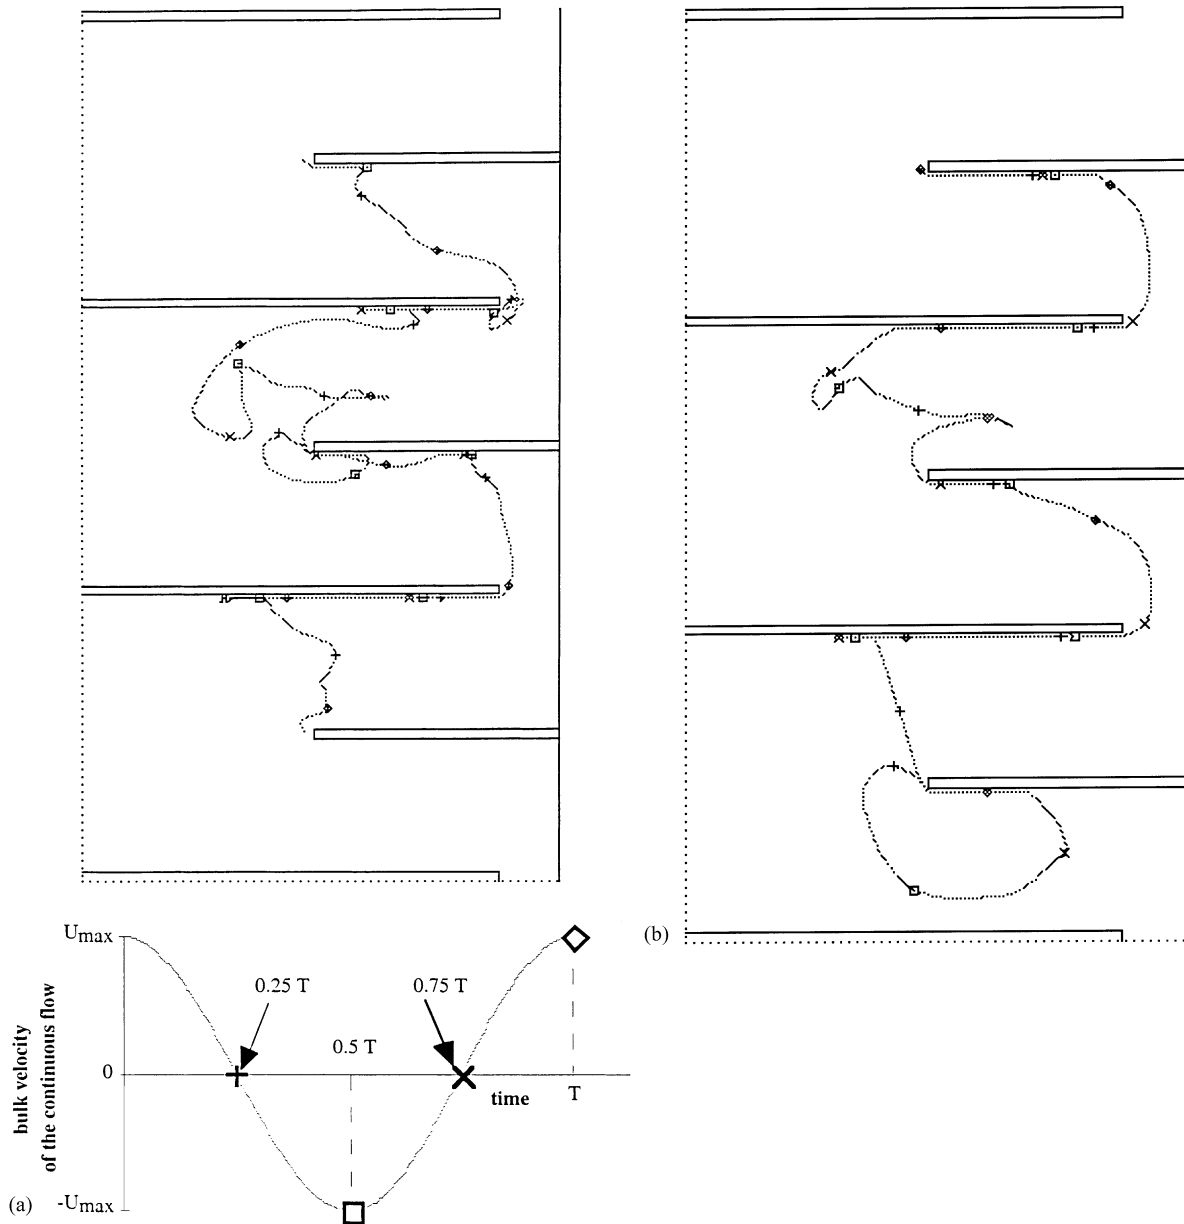 (b)
Umax
0.25 T
0.75 T
0.5 T
0
time
T
bulk velocity
of the continuous flow
(a)
-Umax